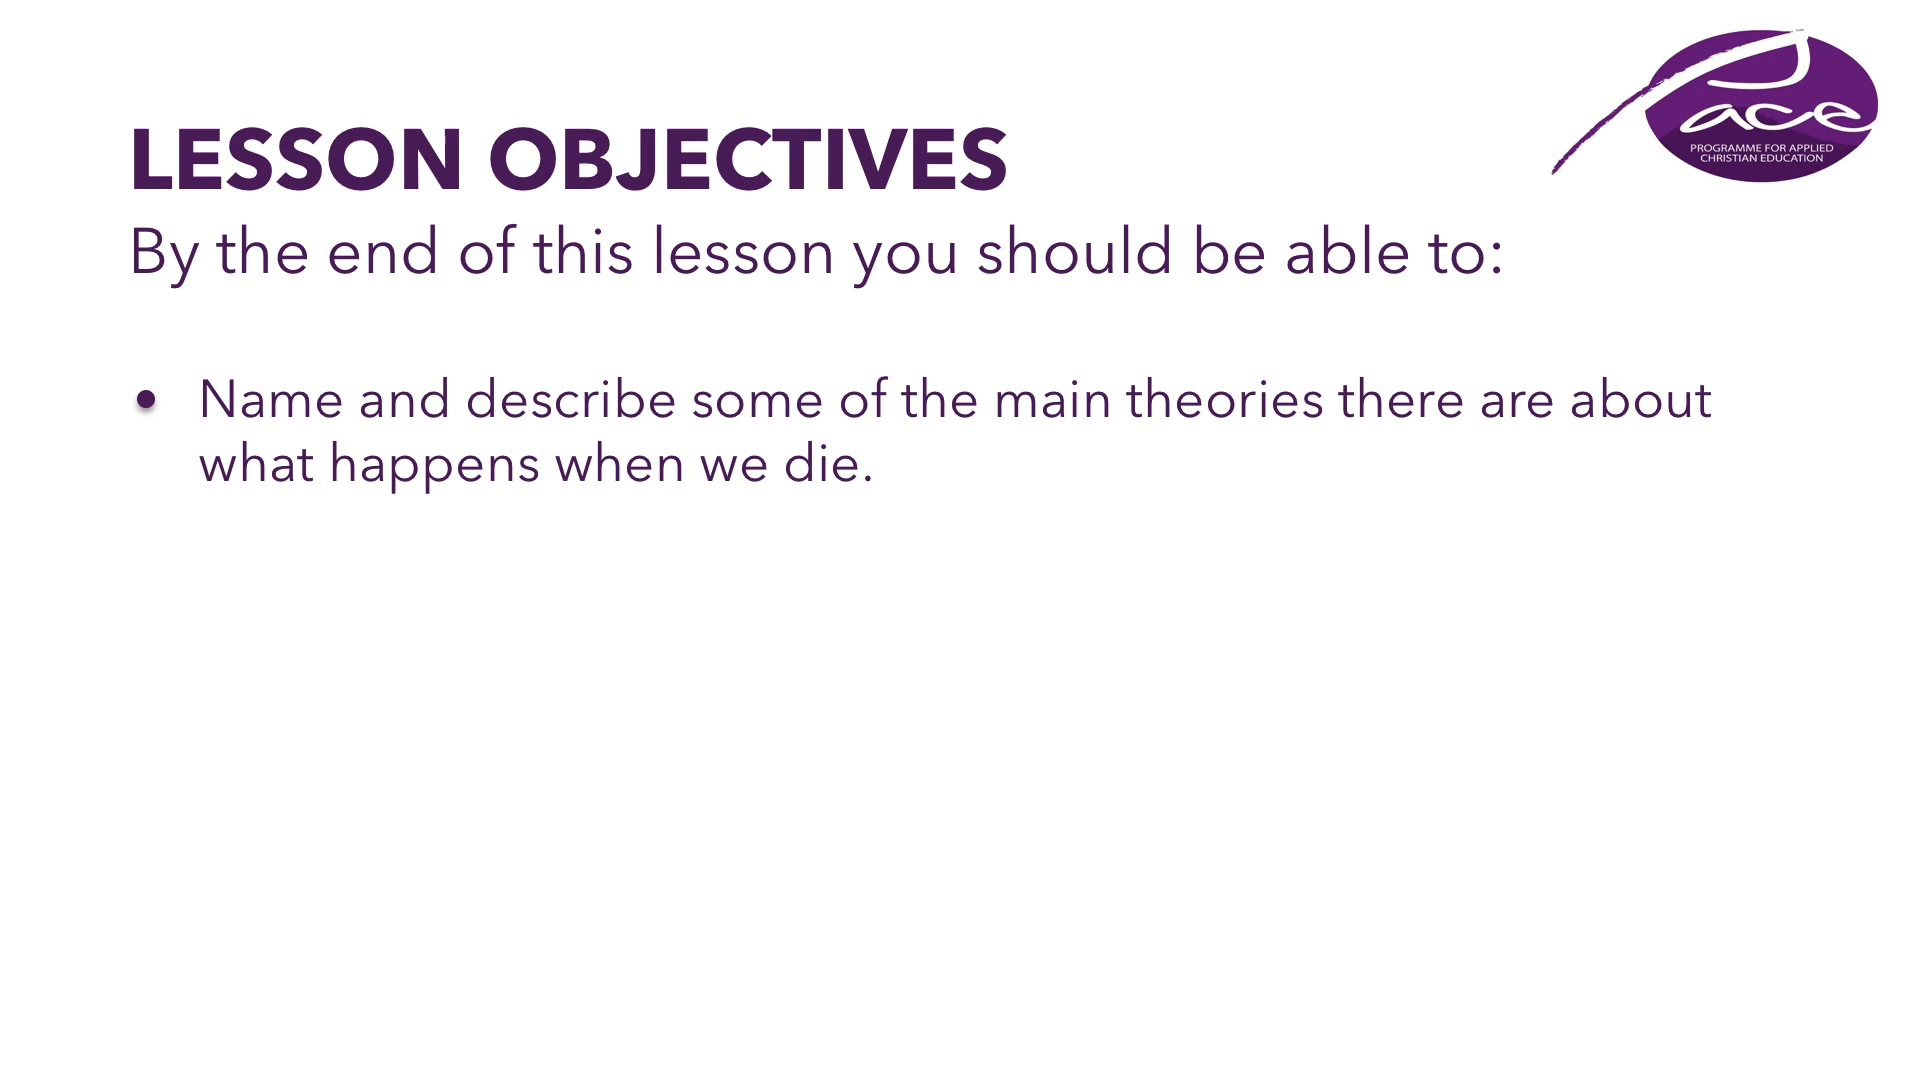 Pace
PROGRAMME FOR APPLIED
CHRISTIAN EDUCATION
LESSON OBJECTIVES
By the end of this lesson you should be able to:
• Name and describe some of the main theories there are about
what happens when we die.